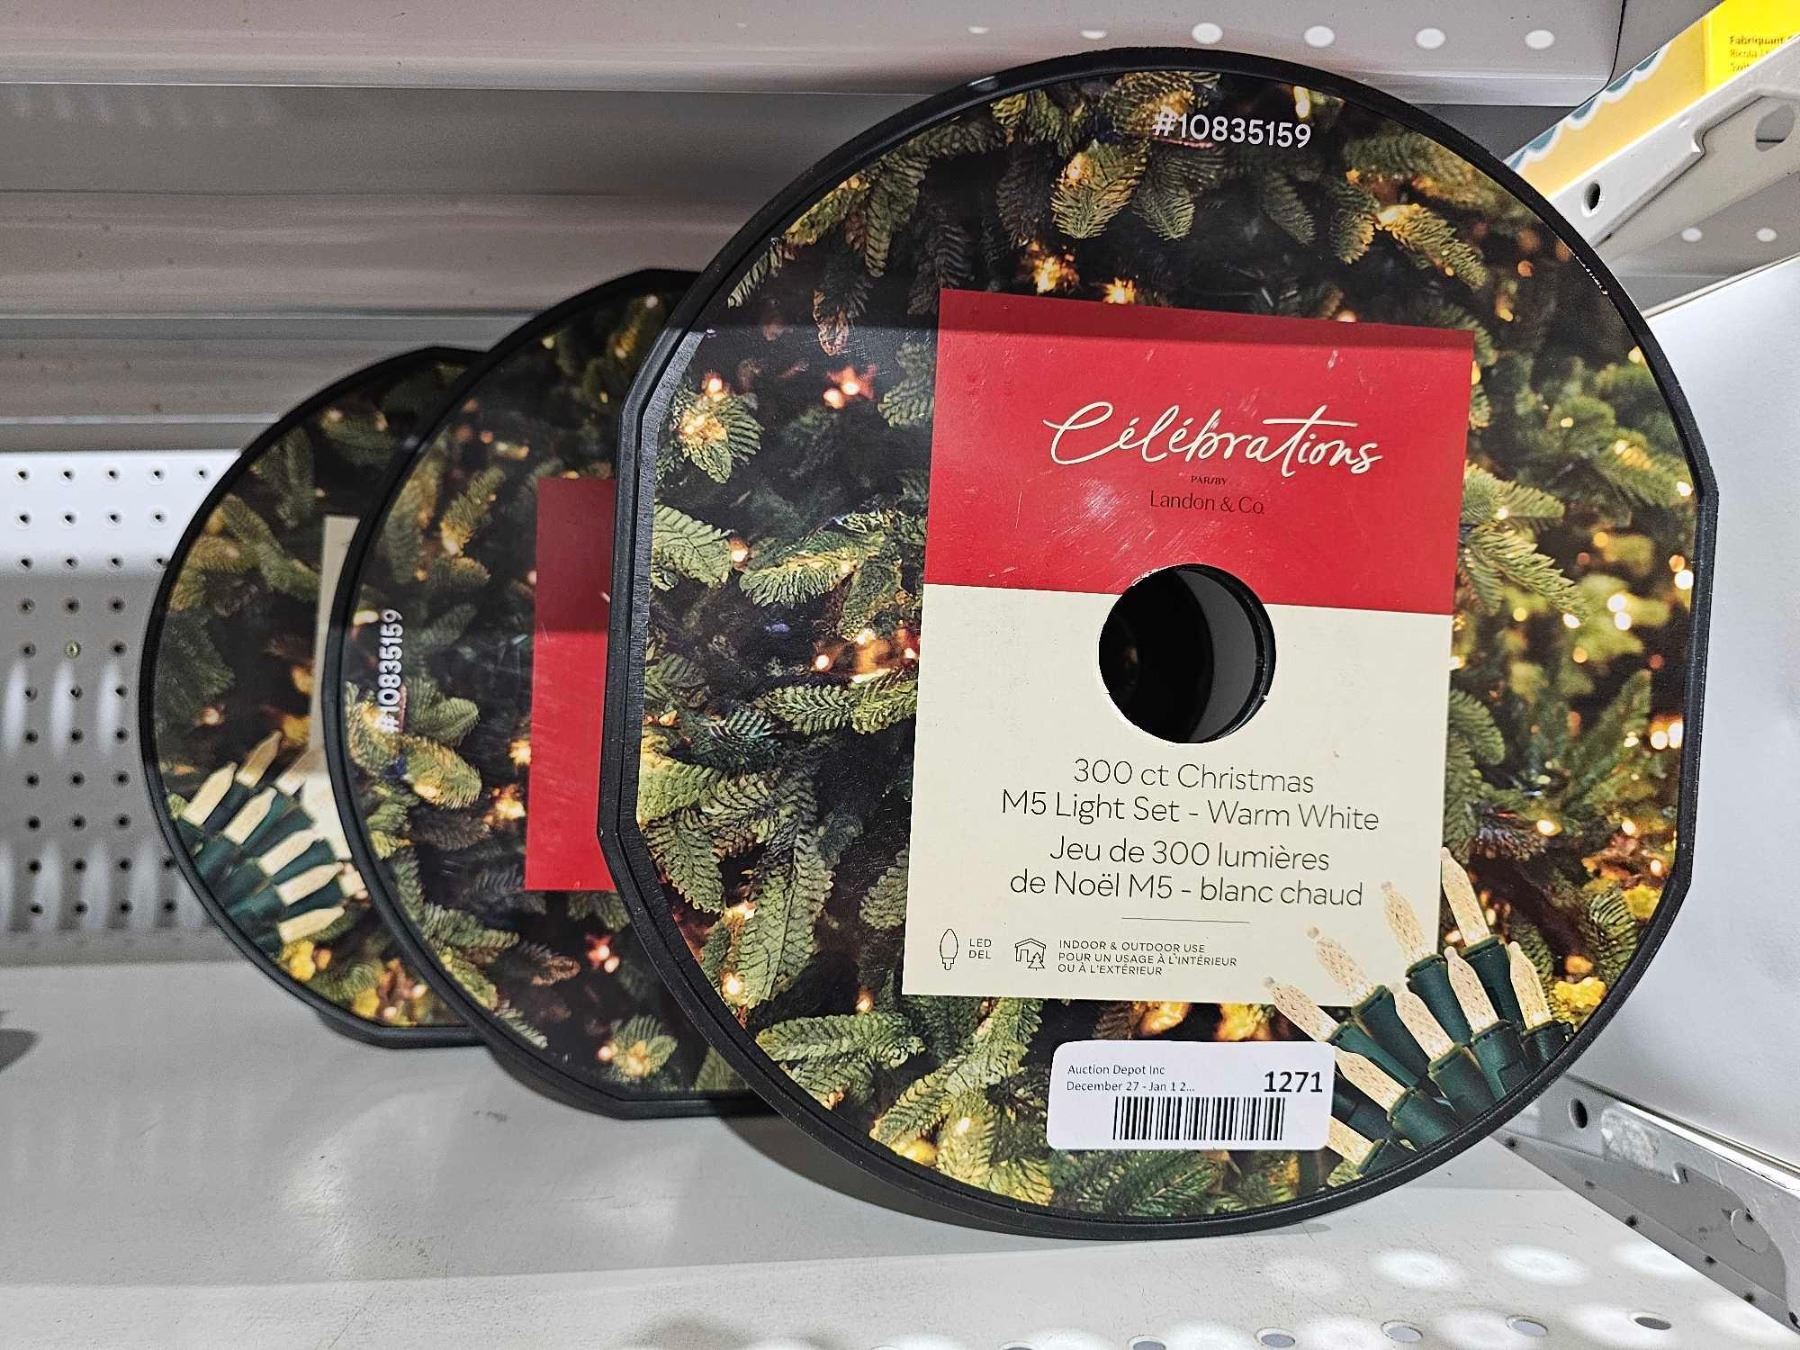 #10835159
Célébrations
PAR/BY
Landon & Co.
300 ct Christmas
M5 Light Set - Warm White
Jeu de 300 lumières
de Noël M5 - blanc chaud
LED
DEL
INDOOR & OUTDOOR USE
POUR UN USAGE À L'INTÉRIEUR
OU À L'EXTÉRIEUR
Auction Depot Inc
December 27 - Jan 1 2...
1271
#10835159
Fabriquant